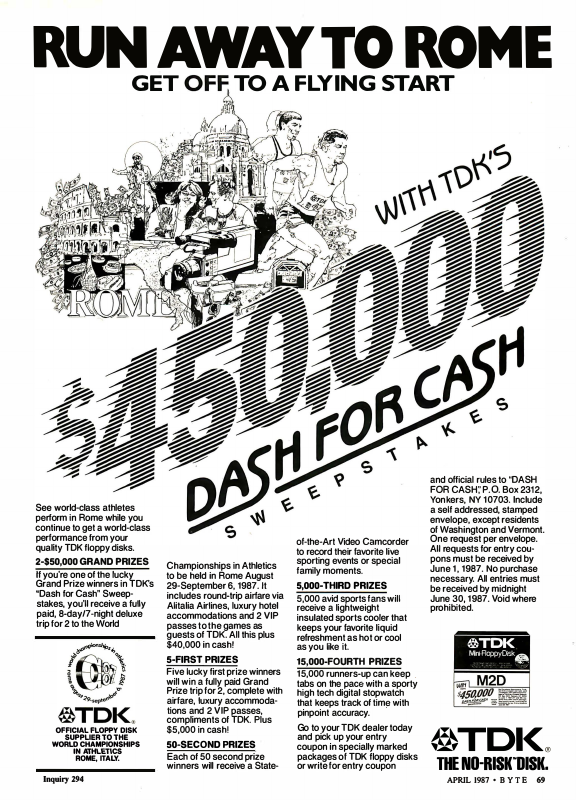 RUN AWAY TO ROME
GET OFF TO A FLYING START
WITH TDK'S
ROME
$450,000
DASH FOR CASH
SWEEPSTAKES
See world-class athletes
perform in Rome while you
continue to get a world-class
performance from your
quality TDK floppy disks.
2-$50,000 GRAND PRIZES
If you're one of the lucky
Grand Prize winners in TDK's
"Dash for Cash" Sweep-
stakes, you'll receive a fully
paid, 8-day/7-night deluxe
trip for 2 to the World
TDK®
OFFICIAL FLOPPY DISK
SUPPLIER TO THE
WORLD CHAMPIONSHIPS
IN ATHLETICS
ROME, ITALY.
Championships in Athletics
to be held in Rome August
29-September 6, 1987. It
includes round-trip airfare via
Alitalia Airlines, luxury hotel
accommodations and 2 VIP
passes to the games as
guests of TDK. All this plus
$40,000 in cash!
5-FIRST PRIZES
Five lucky first prize winners
will win a fully paid Grand
Prize trip for 2, complete with
airfare, luxury accommoda-
tions and 2 VIP passes,
compliments of TDK. Plus
$5,000 in cash!
50-SECOND PRIZES
Each of 50 second prize
winners will receive a State-
of-the-Art Video Camcorder
to record their favorite live
sporting events or special
family moments.
5,000-THIRD PRIZES
5,000 avid sports fans will
receive a lightweight
insulated sports cooler that
keeps your favorite liquid
refreshment as hot or cool
as you like it.
15,000-FOURTH PRIZES
15,000 runners-up can keep
tabs on the pace with a sporty
high tech digital stopwatch
that keeps track of time with
pinpoint accuracy.
Go to your TDK dealer today
and pick up your entry
coupon in specially marked
packages of TDK floppy disks
or write for entry coupon
and official rules to "DASH
FOR CASH", P.O. Box 2312,
Yonkers, NY 10703. Include
a self addressed, stamped
envelope, except residents
of Washington and Vermont.
One request per envelope.
All requests for entry cou-
pons must be received by
June 1, 1987. No purchase
necessary. All entries must
be received by midnight
June 30, 1987. Void where
prohibited.
TDK
Mini-Floppy Disk
M2D
WIN
$450,000
TDK®
THE NO-RISK™DISK.
Inquiry 294
APRIL 1987 • BYTE 69